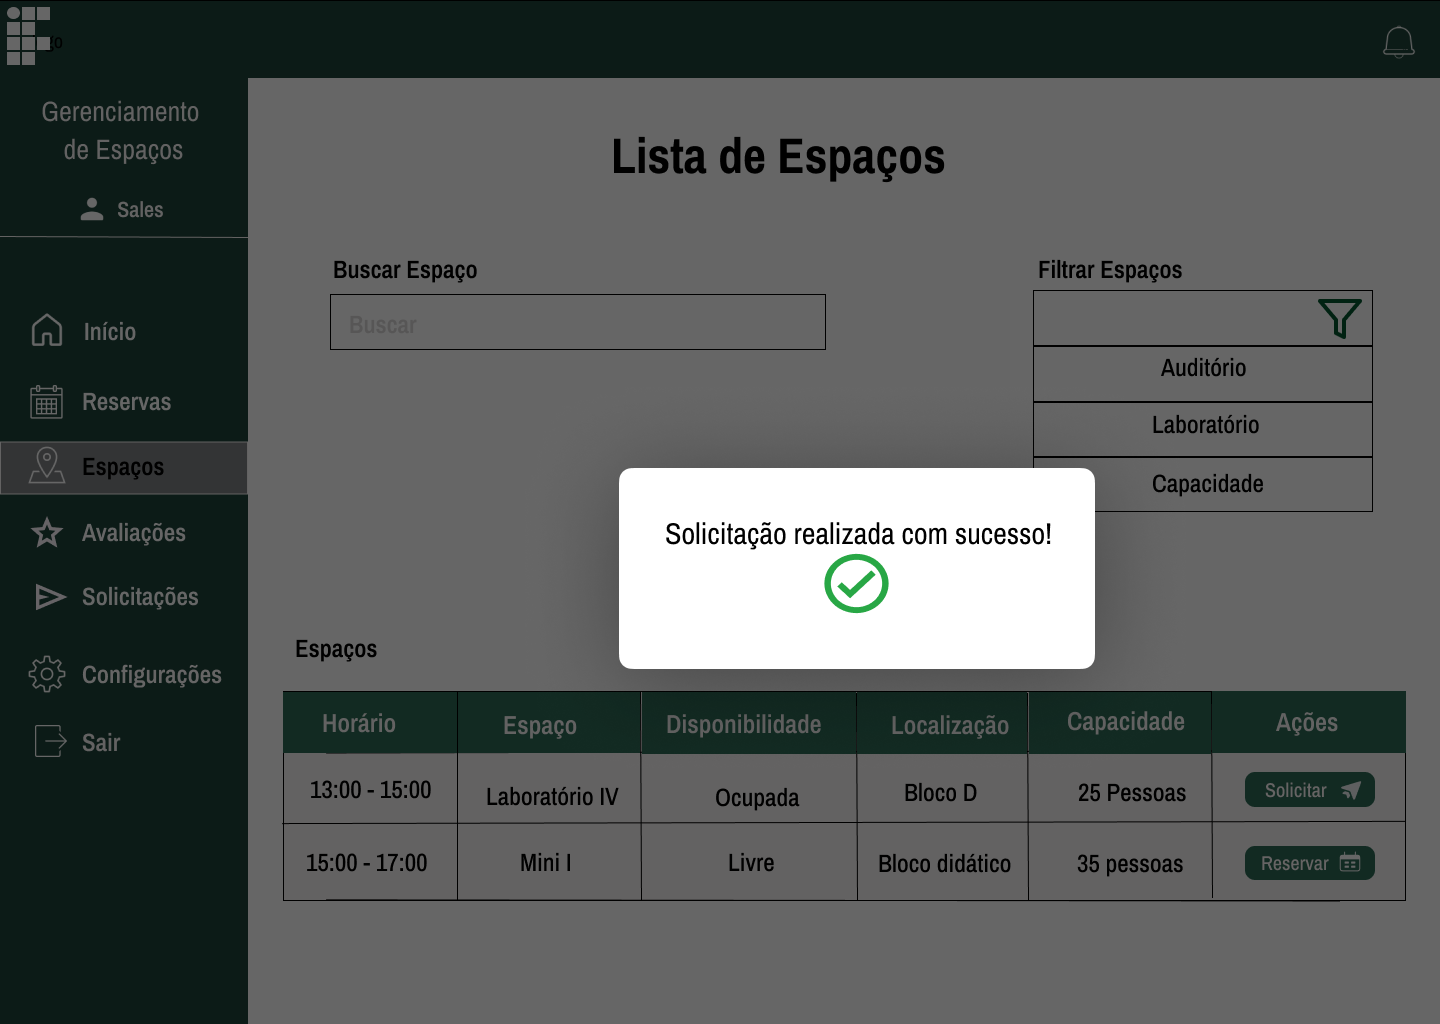 go
Gerenciamento
de Espaços
Sales
Início
Reservas
Espaços
Avaliações
Solicitações
Configurações
Sair
Lista de Espaços
Buscar Espaço
Buscar
Filtrar Espaços
Auditório
Laboratório
Capacidade
Solicitação realizada com sucesso!
Espaços
Horário Espaço Disponibilidade Localização Capacidade Ações
13:00 - 15:00 Laboratório IV Ocupada Bloco D 25 Pessoas Solicitar
15:00 - 17:00 Mini I Livre Bloco didático 35 pessoas Reservar